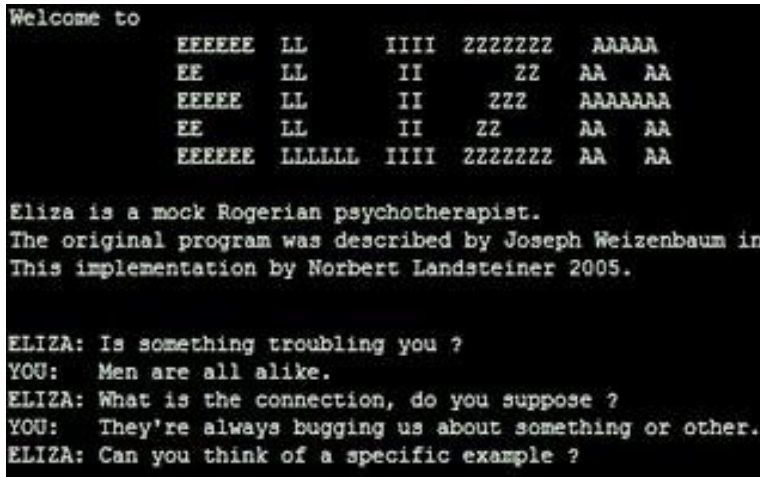 Welcome to
EEEEEE LL IIII ZZZZZZZ AAAAA
EE LL II ZZ AA AA
EEEEE LL II ZZZ AAAAAAA
EE LL II ZZ AA AA
EEEEEE LLLLLL IIII ZZZZZZZ AA AA
Eliza is a mock Rogerian psychotherapist.
The original program was described by Joseph Weizenbaum in
This implementation by Norbert Landsteiner 2005.
ELIZA: Is something troubling you ?
YOU: Men are all alike.
ELIZA: What is the connection, do you suppose ?
YOU: They're always bugging us about something or other.
ELIZA: Can you think of a specific example ?